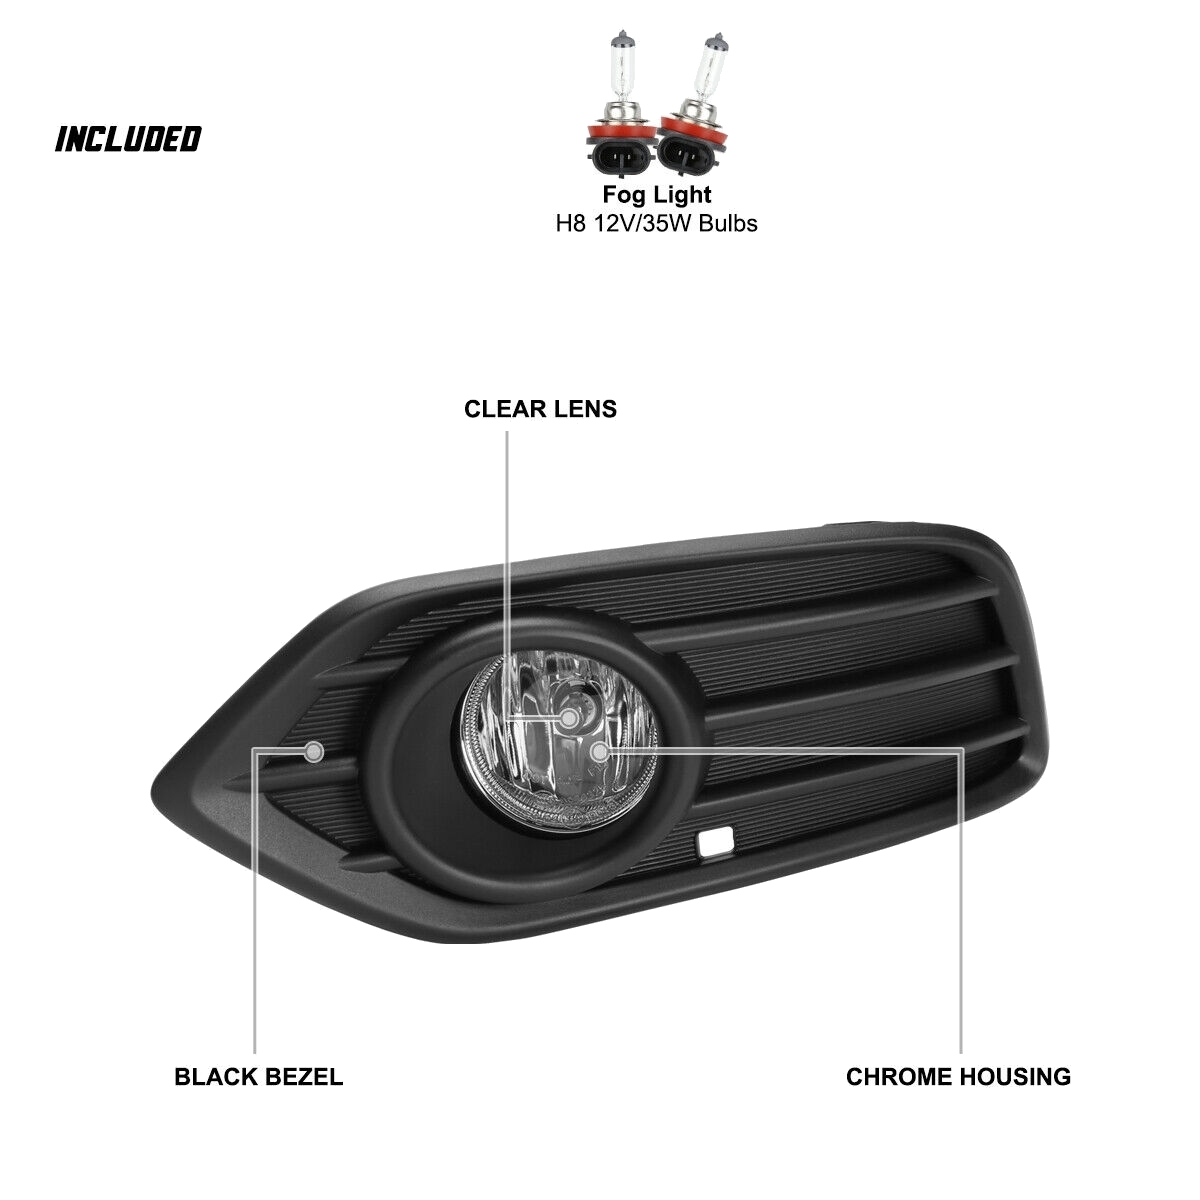 INCLUDED
Fog Light
H8 12V/35W Bulbs
CLEAR LENS
BLACK BEZEL
CHROME HOUSING